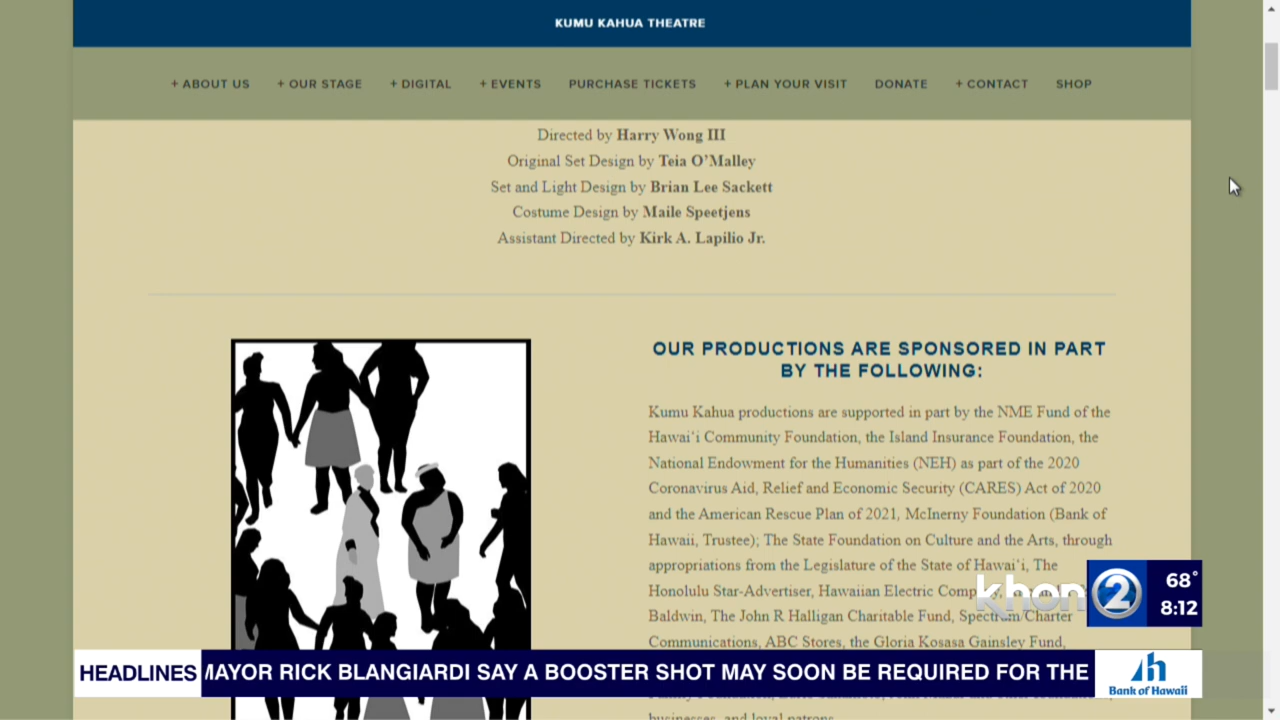 KUMU KAHUA THEATRE
+ ABOUT US + OUR STAGE + DIGITAL + EVENTS PURCHASE TICKETS + PLAN YOUR VISIT DONATE + CONTACT SHOP
Directed by Harry Wong III
Original Set Design by Teia O’Malley
Set and Light Design by Brian Lee Sackett
Costume Design by Maile Speetjens
Assistant Directed by Kirk A. Lapilio Jr.
OUR PRODUCTIONS ARE SPONSORED IN PART
BY THE FOLLOWING:
Kumu Kahua productions are supported in part by the NME Fund of the
Hawaiʻi Community Foundation, the Island Insurance Foundation, the
National Endowment for the Humanities (NEH) as part of the 2020
Coronavirus Aid, Relief and Economic Security (CARES) Act of 2020
and the American Rescue Plan of 2021, McInerny Foundation (Bank of
Hawaii, Trustee); The State Foundation on Culture and the Arts, through
appropriations from the Legislature of the State of Hawaiʻi, The
Honolulu Star-Advertiser, Hawaiian Electric
Baldwin, The John R Halligan Charitable Fund, Spectrum/Charter
Communications, ABC Stores, the Gloria Kosasa Gainsley Fund,
businesses, and loyal patrons.
khon 2
68°
8:12
HEADLINES MAYOR RICK BLANGIARDI SAY A BOOSTER SHOT MAY SOON BE REQUIRED FOR THE
Bank of Hawaii